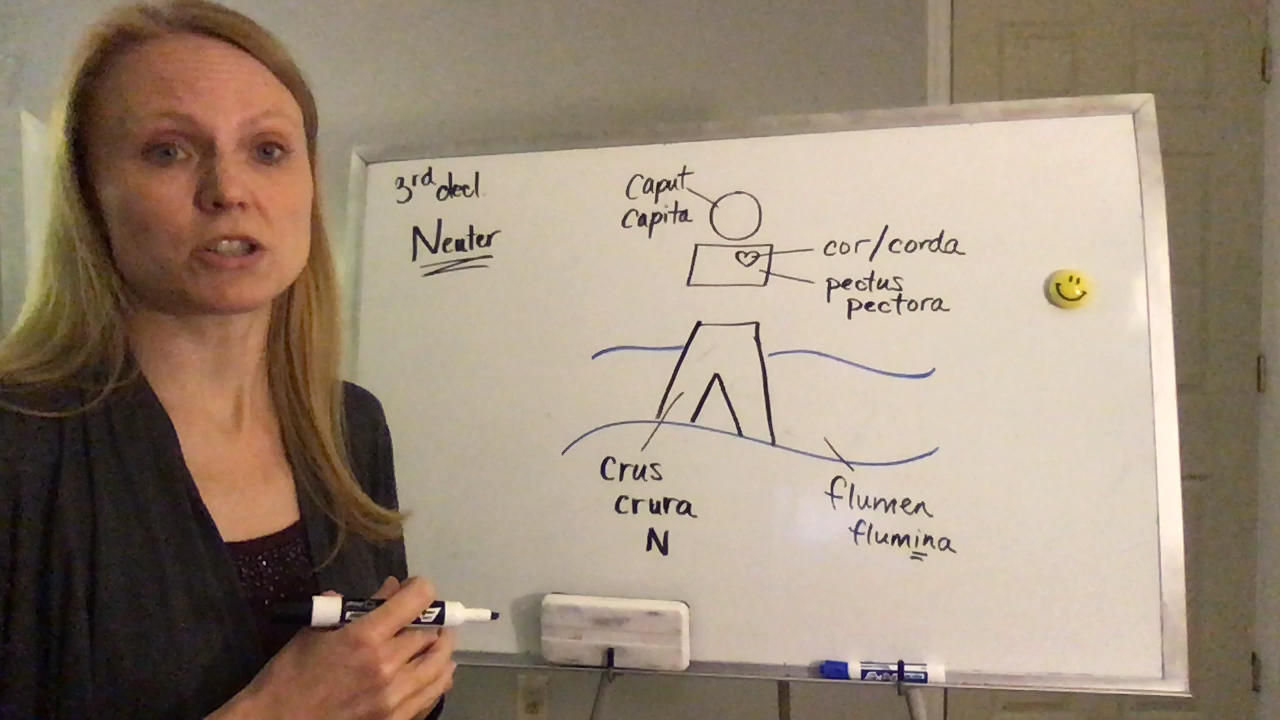 3rd decl.
Neuter
Caput
Capita
cor/corda
pectus
pectora
Crus
crura
N
flumen
flumina